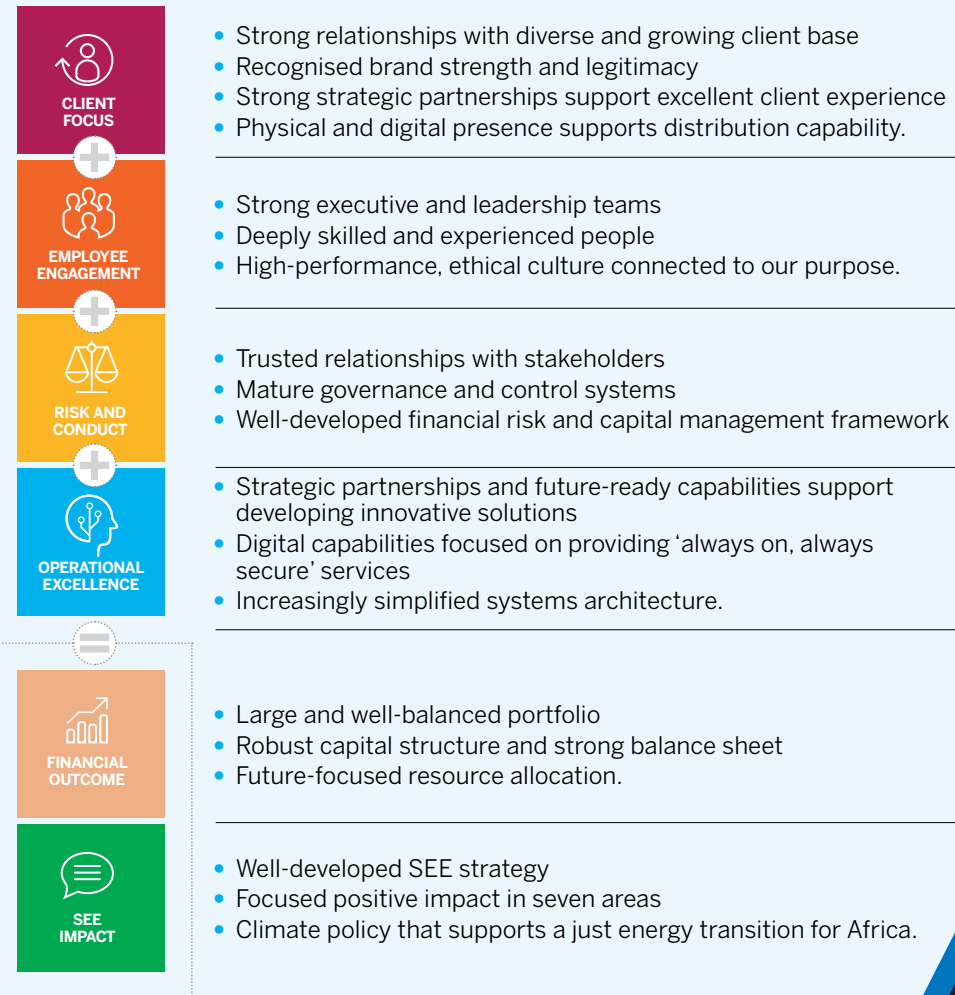 CLIENT
FOCUS
• Strong relationships with diverse and growing client base
• Recognised brand strength and legitimacy
• Strong strategic partnerships support excellent client experience
• Physical and digital presence supports distribution capability.
+
EMPLOYEE
ENGAGEMENT
• Strong executive and leadership teams
• Deeply skilled and experienced people
• High-performance, ethical culture connected to our purpose.
+
RISK AND
CONDUCT
• Trusted relationships with stakeholders
• Mature governance and control systems
• Well-developed financial risk and capital management framework
+
OPERATIONAL
EXCELLENCE
• Strategic partnerships and future-ready capabilities support
developing innovative solutions
• Digital capabilities focused on providing ‘always on, always
secure’ services
• Increasingly simplified systems architecture.
=
FINANCIAL
OUTCOME
• Large and well-balanced portfolio
• Robust capital structure and strong balance sheet
• Future-focused resource allocation.
SEE
IMPACT
• Well-developed SEE strategy
• Focused positive impact in seven areas
• Climate policy that supports a just energy transition for Africa.